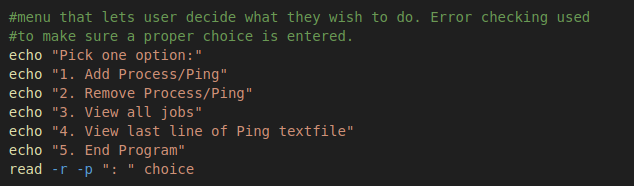 #menu that lets user decide what they wish to do. Error checking used
#to make sure a proper choice is entered.
echo "Pick one option:"
echo "1. Add Process/Ping"
echo "2. Remove Process/Ping"
echo "3. View all jobs"
echo "4. View last line of Ping textfile"
echo "5. End Program"
read -r -p ": " choice